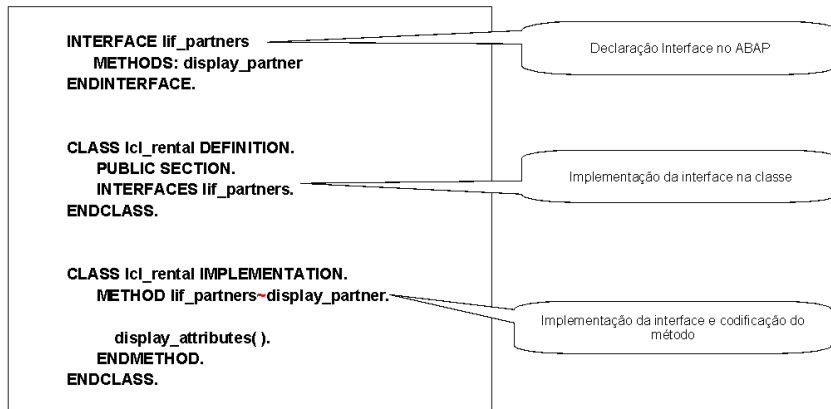 INTERFACE lif_partners
METHODS: display_partner
ENDINTERFACE.
Declaração Interface no ABAP
CLASS lcl_rental DEFINITION.
PUBLIC SECTION.
INTERFACES lif_partners.
ENDCLASS.
Implementação da interface na classe
CLASS lcl_rental IMPLEMENTATION.
METHOD lif_partners~display_partner.
display_attributes( ).
ENDMETHOD.
ENDCLASS.
Implementação da interface e codificação do
método